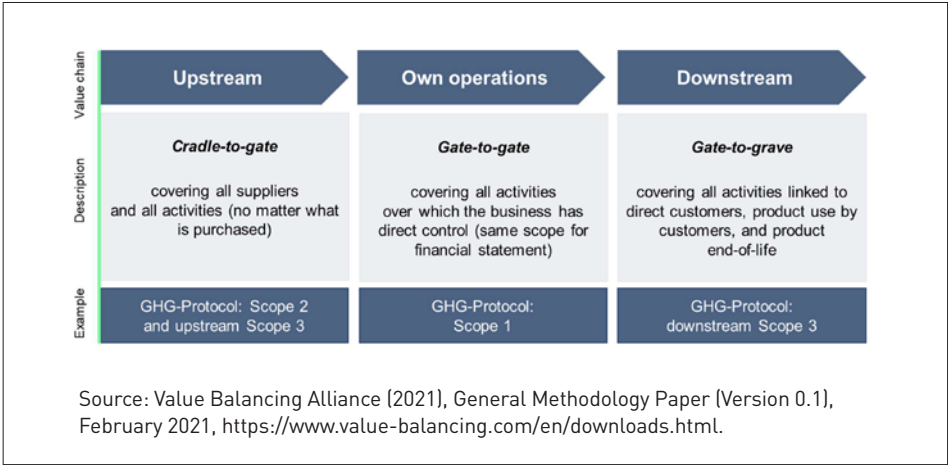 Value chain
Upstream
Own operations
Downstream
Description
Cradle-to-gate
covering all suppliers
and all activities (no matter what
is purchased)
Gate-to-gate
covering all activities
over which the business has
direct control (same scope for
financial statement)
Gate-to-grave
covering all activities linked to
direct customers, product use by
customers, and product
end-of-life
Example
GHG-Protocol: Scope 2
and upstream Scope 3
GHG-Protocol:
Scope 1
GHG-Protocol:
downstream Scope 3
Source: Value Balancing Alliance (2021), General Methodology Paper (Version 0.1),
February 2021, https://www.value-balancing.com/en/downloads.html.